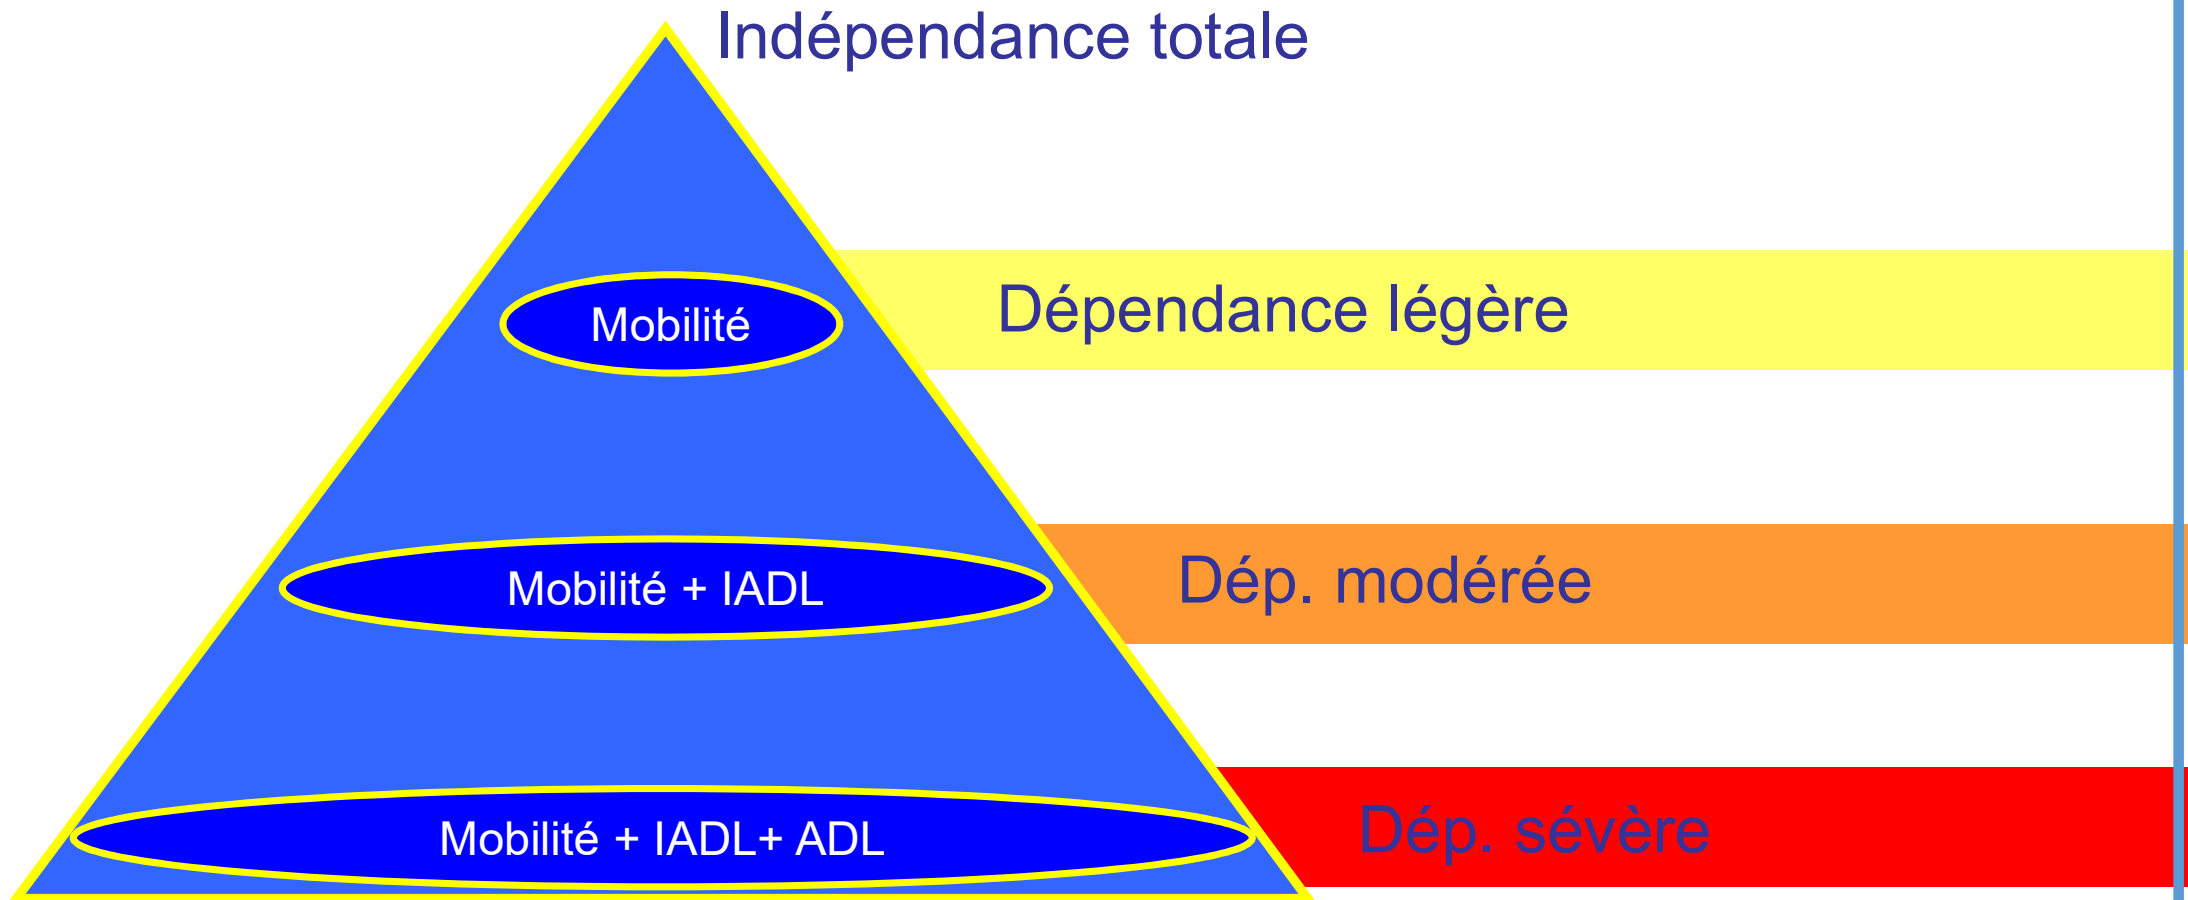 Indépendance totale
Mobilité
Dépendance légère
Mobilité + IADL
Dép. modérée
Mobilité + IADL+ ADL
Dép. sévère